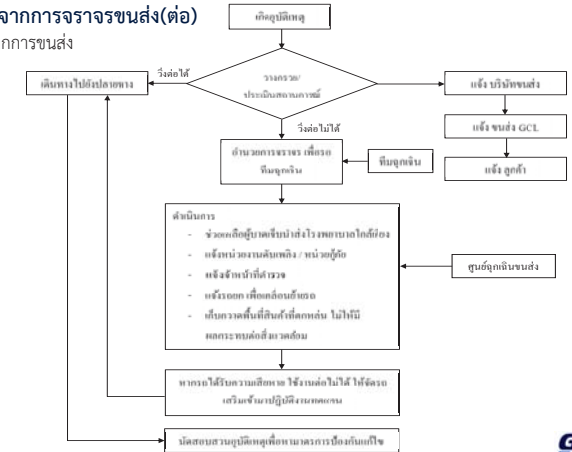 จากการจราจรขนส่ง(ต่อ)
กการขนส่ง
เกิดอุบัติเหตุ
เดินทางไปยังปลายทาง
วิ่งต่อได้
วางกรวย/
ประเมินสถานการณ์
แจ้ง บริษัทขนส่ง
แจ้ง ขนส่ง GCL
แจ้ง ลูกค้า
วิ่งต่อไม่ได้
อำนวยการจราจร เพื่อรอ
ทีมฉุกเฉิน
ทีมฉุกเฉิน
ดำเนินการ
- ช่วยเหลือผู้บาดเจ็บนำส่งโรงพยาบาลใกล้เคียง
- แจ้งหน่วยงานดับเพลิง / หน่วยกู้ภัย
- แจ้งเจ้าหน้าที่ตำรวจ
- แจ้งรถยก เพื่อเคลื่อนย้ายรถ
- เก็บกวาดพื้นที่สินค้าที่ตกหล่น ไม่ให้มี
ผลกระทบต่อสิ่งแวดล้อม
ศูนย์ฉุกเฉินขนส่ง
หากรถได้รับความเสียหาย ใช้งานต่อไม่ได้ ให้จัดรถ
เสริมเข้ามาปฏิบัติงานทดแทน
นัดสอบสวนอุบัติเหตุเพื่อหามาตรการป้องกันแก้ไข